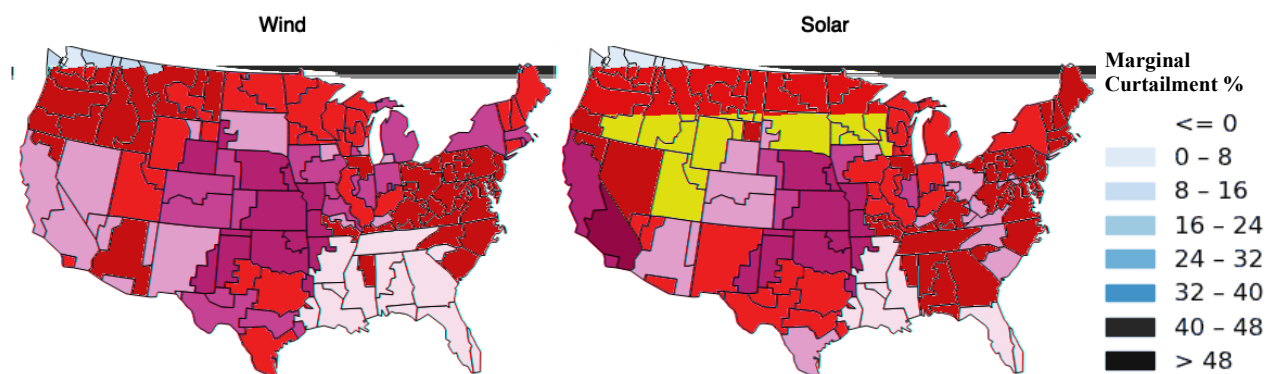 Wind
Solar
Marginal
Curtailment %
<= 0
0 – 8
8 – 16
16 – 24
24 – 32
32 – 40
40 – 48
> 48